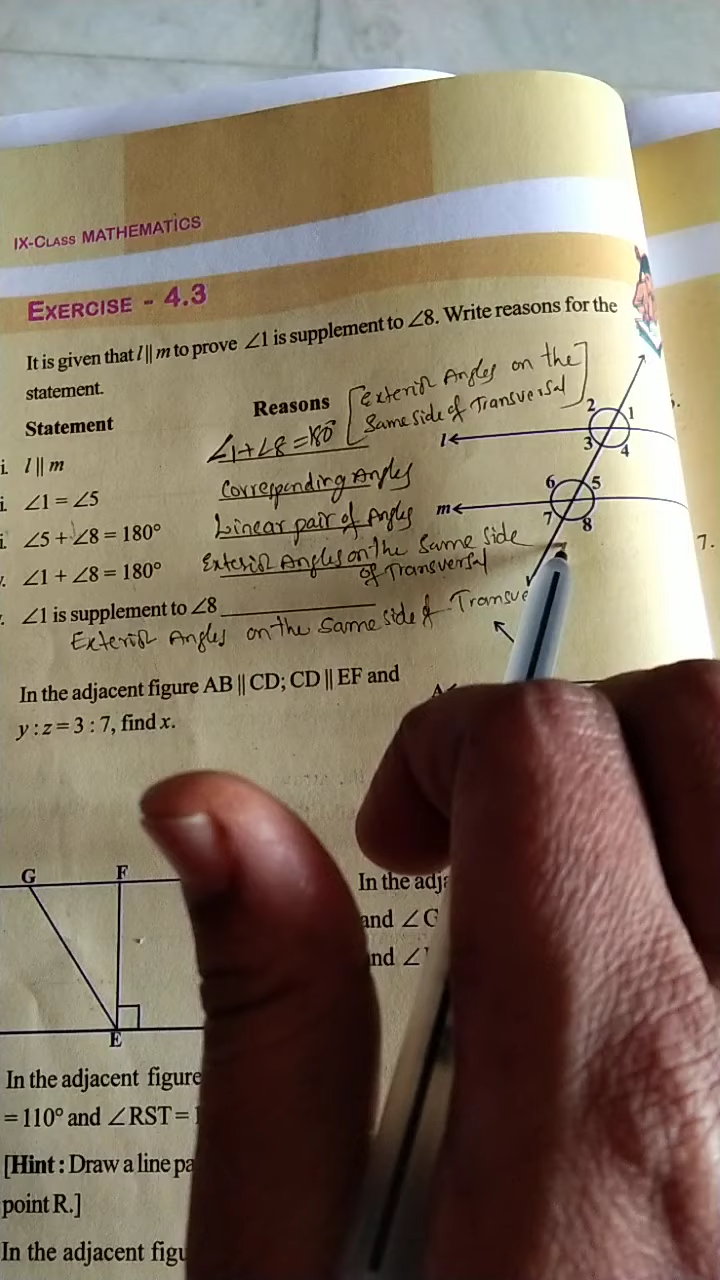 IX-CLASS MATHEMATICS
EXERCISE - 4.3
It is given that l || m to prove ∠1 is supplement to ∠8. Write reasons for the
statement.
Statement
Reasons
[Exterior Angles on the
Same side of Transversal]
i. l || m
∠1+∠8=180°
i. ∠1 = ∠5
Corresponding Angles
i. ∠5 + ∠8 = 180°
Linear pair of Angles
. ∠1 + ∠8 = 180°
Exterior Angles on the Same side
of Transversal
. ∠1 is supplement to ∠8
Exterior Angles on the Same side of Transve
l
2 1
3 4
m
6 5
7 8
7.
In the adjacent figure AB || CD; CD || EF and
y : z = 3 : 7, find x.
A
G F
E
In the adja
and ∠G
nd ∠
In the adjacent figure
= 110° and ∠RST =
[Hint : Draw a line pa
point R.]
In the adjacent figu